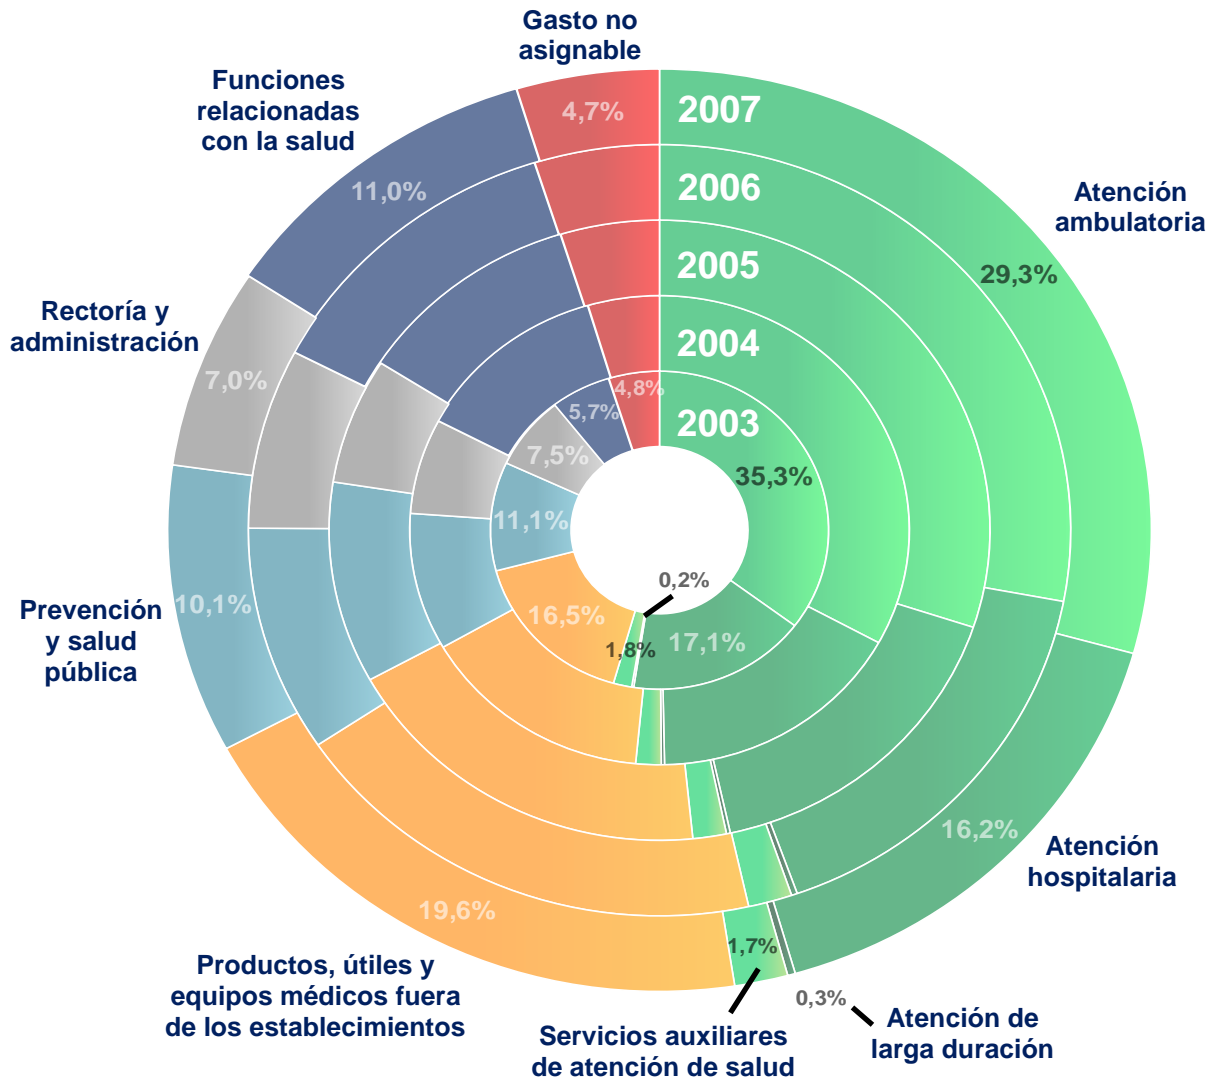 Gasto no
asignable
Funciones
relacionadas
con la salud
4,7%
2007
11,0%
2006
Atención
ambulatoria
2005
29,3%
Rectoría y
administración
2004
7,0%
4,8%
5,7%
2003
7,5%
35,3%
11,1%
0,2%
Prevención
y salud
pública
10,1%
16,5%
1,8%
17,1%
16,2%
Atención
hospitalaria
19,6%
1,7%
Productos, útiles y
equipos médicos fuera
de los establecimientos
0,3%
Servicios auxiliares
de atención de salud
Atención de
larga duración